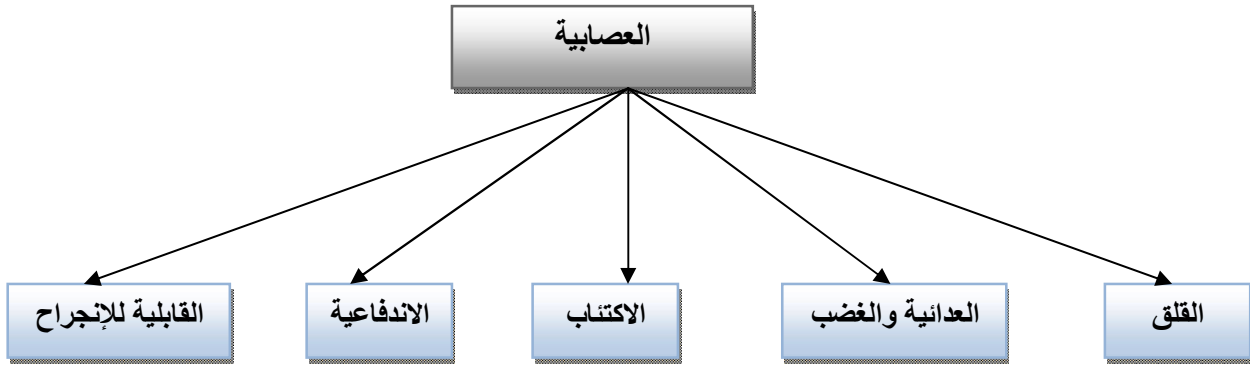 العصابية
القلق
العدائية والغضب
الاكتئاب
الاندفاعية
القابلية للإنجراح